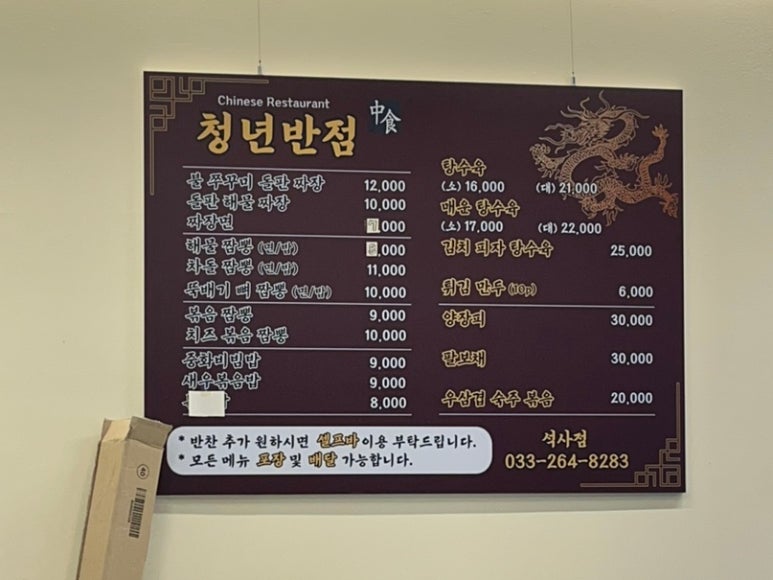 Chinese Restaurant
청년반점 中食
불 쭈꾸미 돌판 짜장 12,000
돌판 해물 짜장 10,000
짜장면 ,000
해물 짬뽕 (면/밥) ,000
차돌 짬뽕 (면/밥) 11,000
뚝배기 뼈 짬뽕 (면/밥) 10,000
볶음 짬뽕 9,000
치즈 볶음 짬뽕 10,000
중화비빔밥 9,000
새우볶음밥 9,000
8,000
탕수육
(소) 16,000 (대) 21,000
매운 탕수육
(소) 17,000 (대) 22,000
김치 피자 탕수육 25,000
튀김 만두 (10p) 6,000
양장피 30,000
팔보채 30,000
우삼겹 숙주 볶음 20,000
* 반찬 추가 원하시면 셀프바 이용 부탁드립니다.
* 모든 메뉴 포장 및 배달 가능합니다.
석사점
033-264-8283